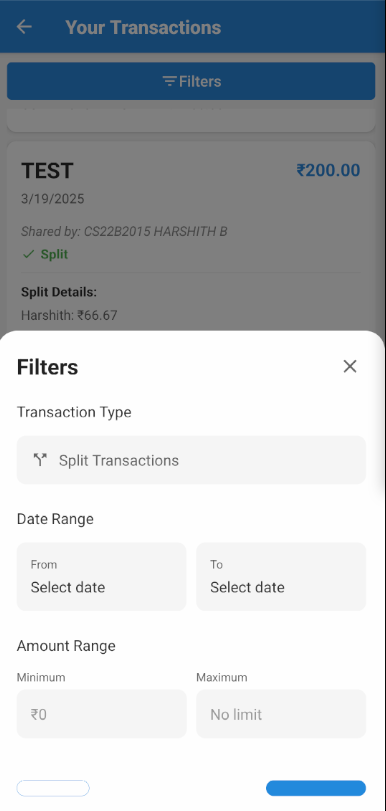 Your Transactions
Filters
TEST
₹200.00
3/19/2025
Shared by: CS22B2015 HARSHITH B
Split
Split Details:
Harshith: ₹66.67
Filters
Transaction Type
Split Transactions
Date Range
From
To
Select date
Select date
Amount Range
Minimum
Maximum
₹0
No limit